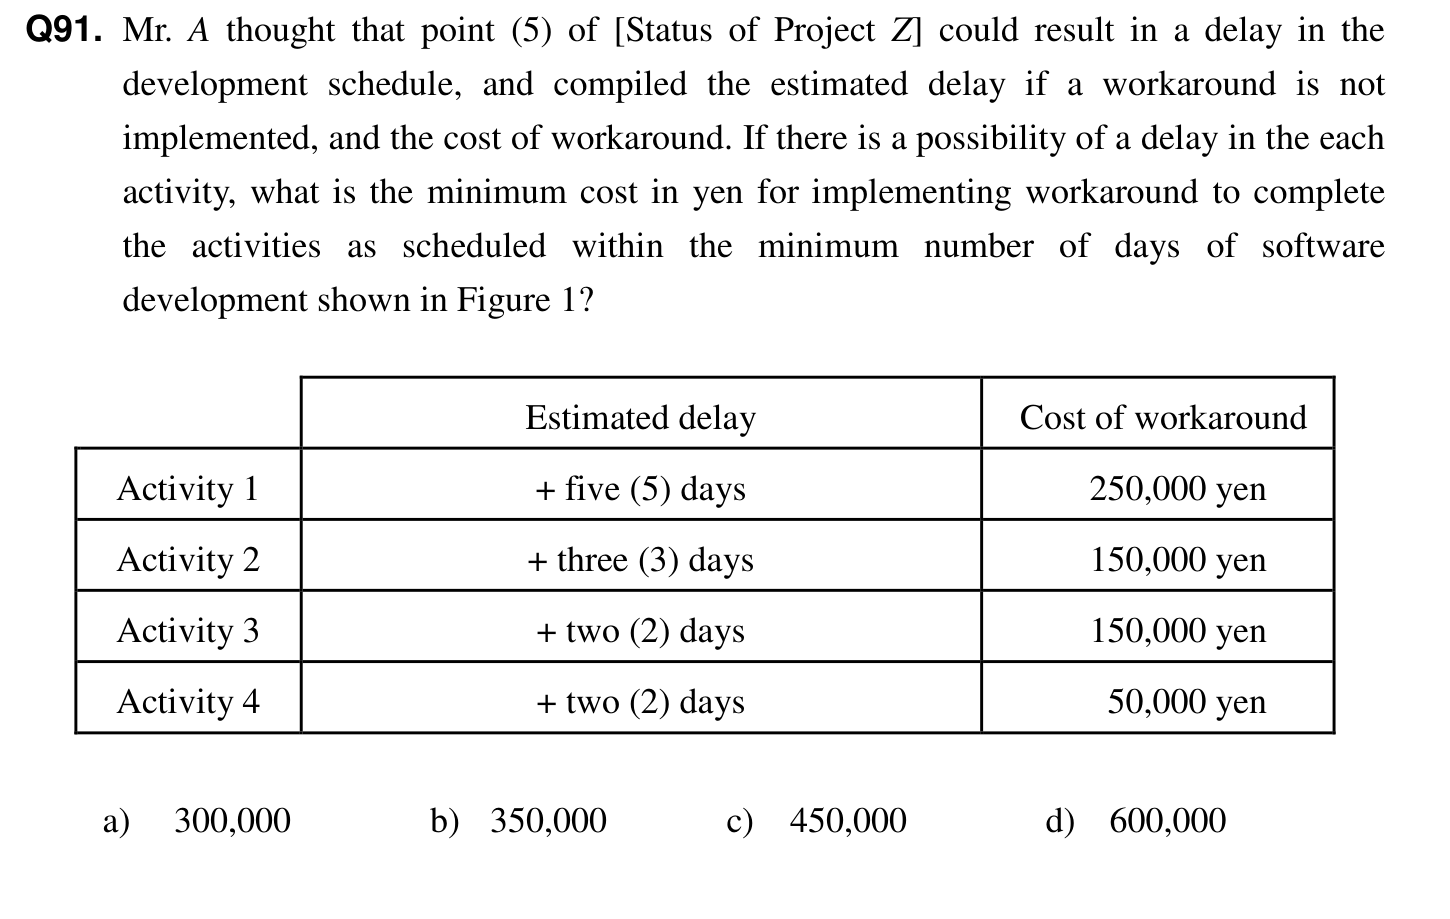 Q91. Mr. A thought that point (5) of [Status of Project Z] could result in a delay in the
development schedule, and compiled the estimated delay if a workaround is not
implemented, and the cost of workaround. If there is a possibility of a delay in the each
activity, what is the minimum cost in yen for implementing workaround to complete
the activities as scheduled within the minimum number of days of software
development shown in Figure 1?
Estimated delay Cost of workaround
Activity 1 + five (5) days 250,000 yen
Activity 2 + three (3) days 150,000 yen
Activity 3 + two (2) days 150,000 yen
Activity 4 + two (2) days 50,000 yen
a) 300,000 b) 350,000 c) 450,000 d) 600,000